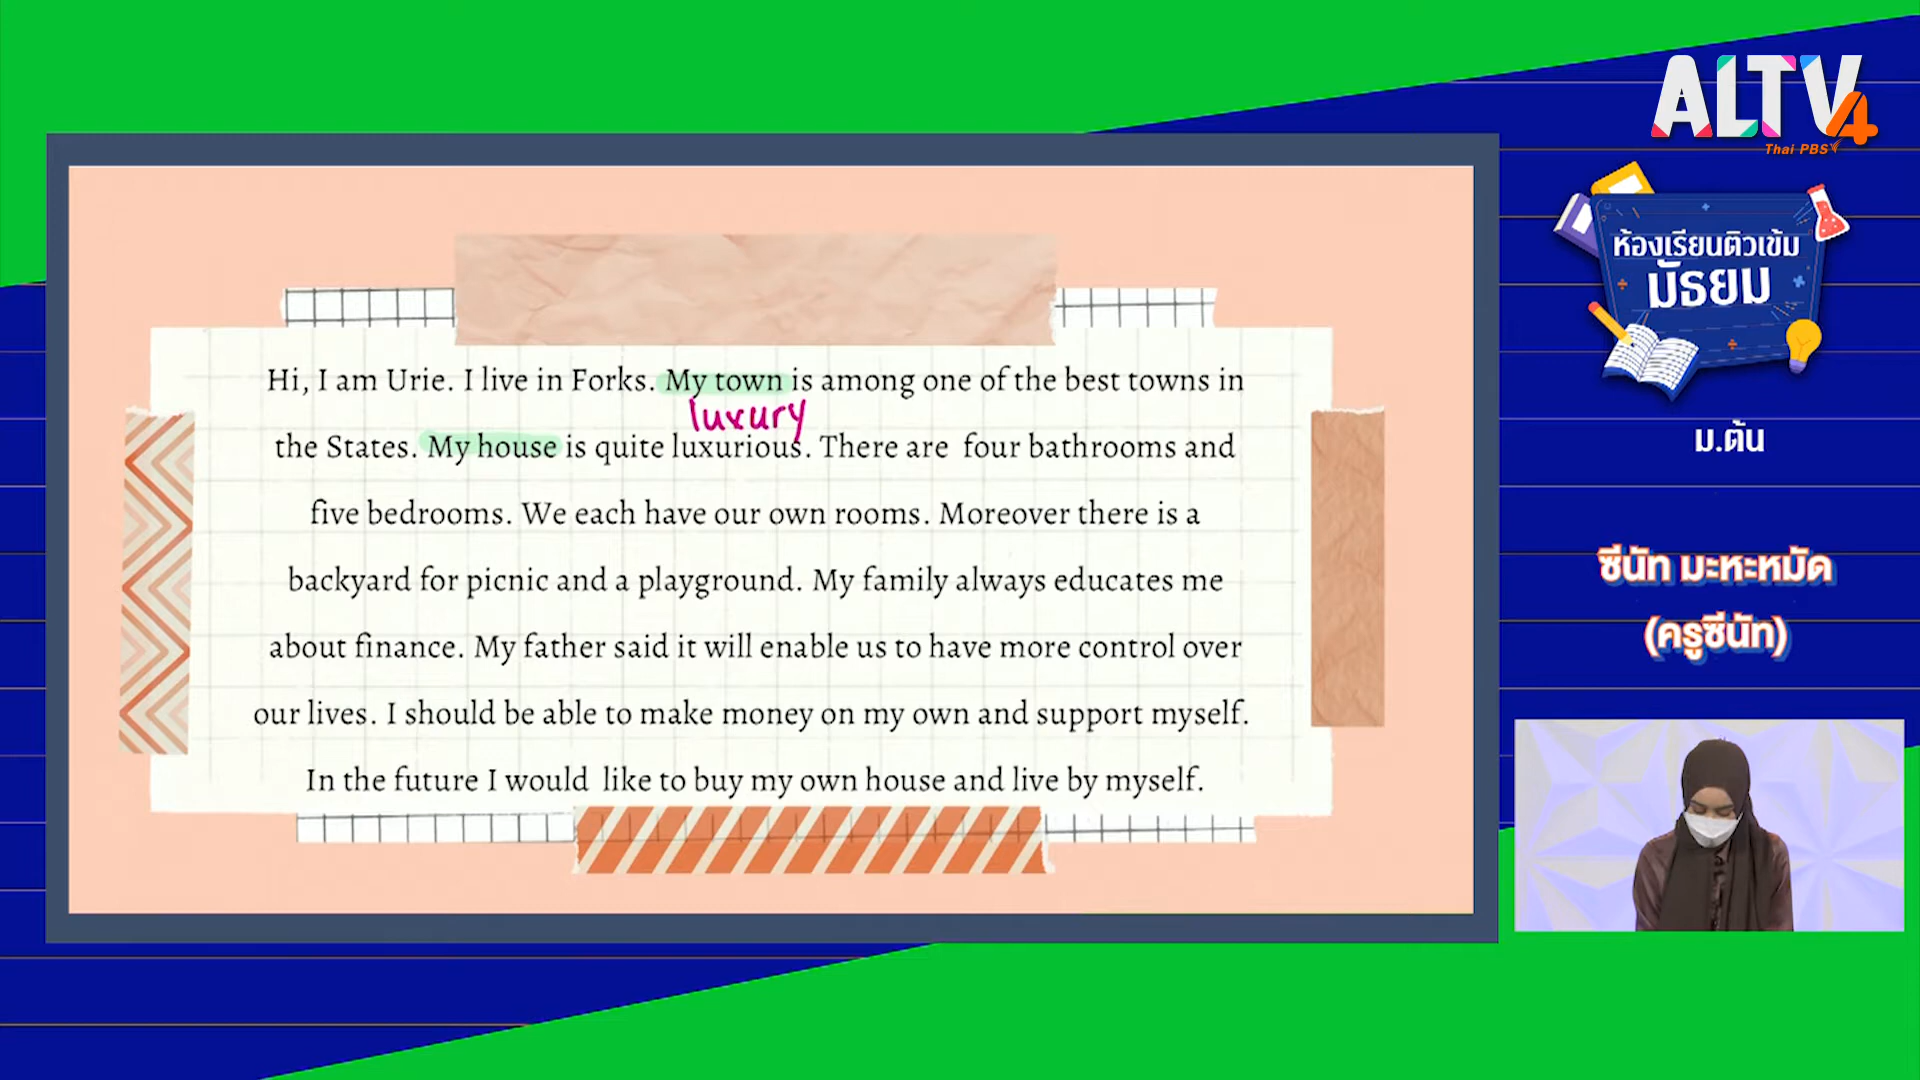 ALTV4
Thai PBS
ห้องเรียนติวเข้ม
มัธยม
ม.ต้น
ซีนัท มะหะหมัด
(ครูซีนัท)
Hi, I am Urie. I live in Forks. My town is among one of the best towns in
luxury
the States. My house is quite luxurious. There are four bathrooms and
five bedrooms. We each have our own rooms. Moreover there is a
backyard for picnic and a playground. My family always educates me
about finance. My father said it will enable us to have more control over
our lives. I should be able to make money on my own and support myself.
In the future I would like to buy my own house and live by myself.